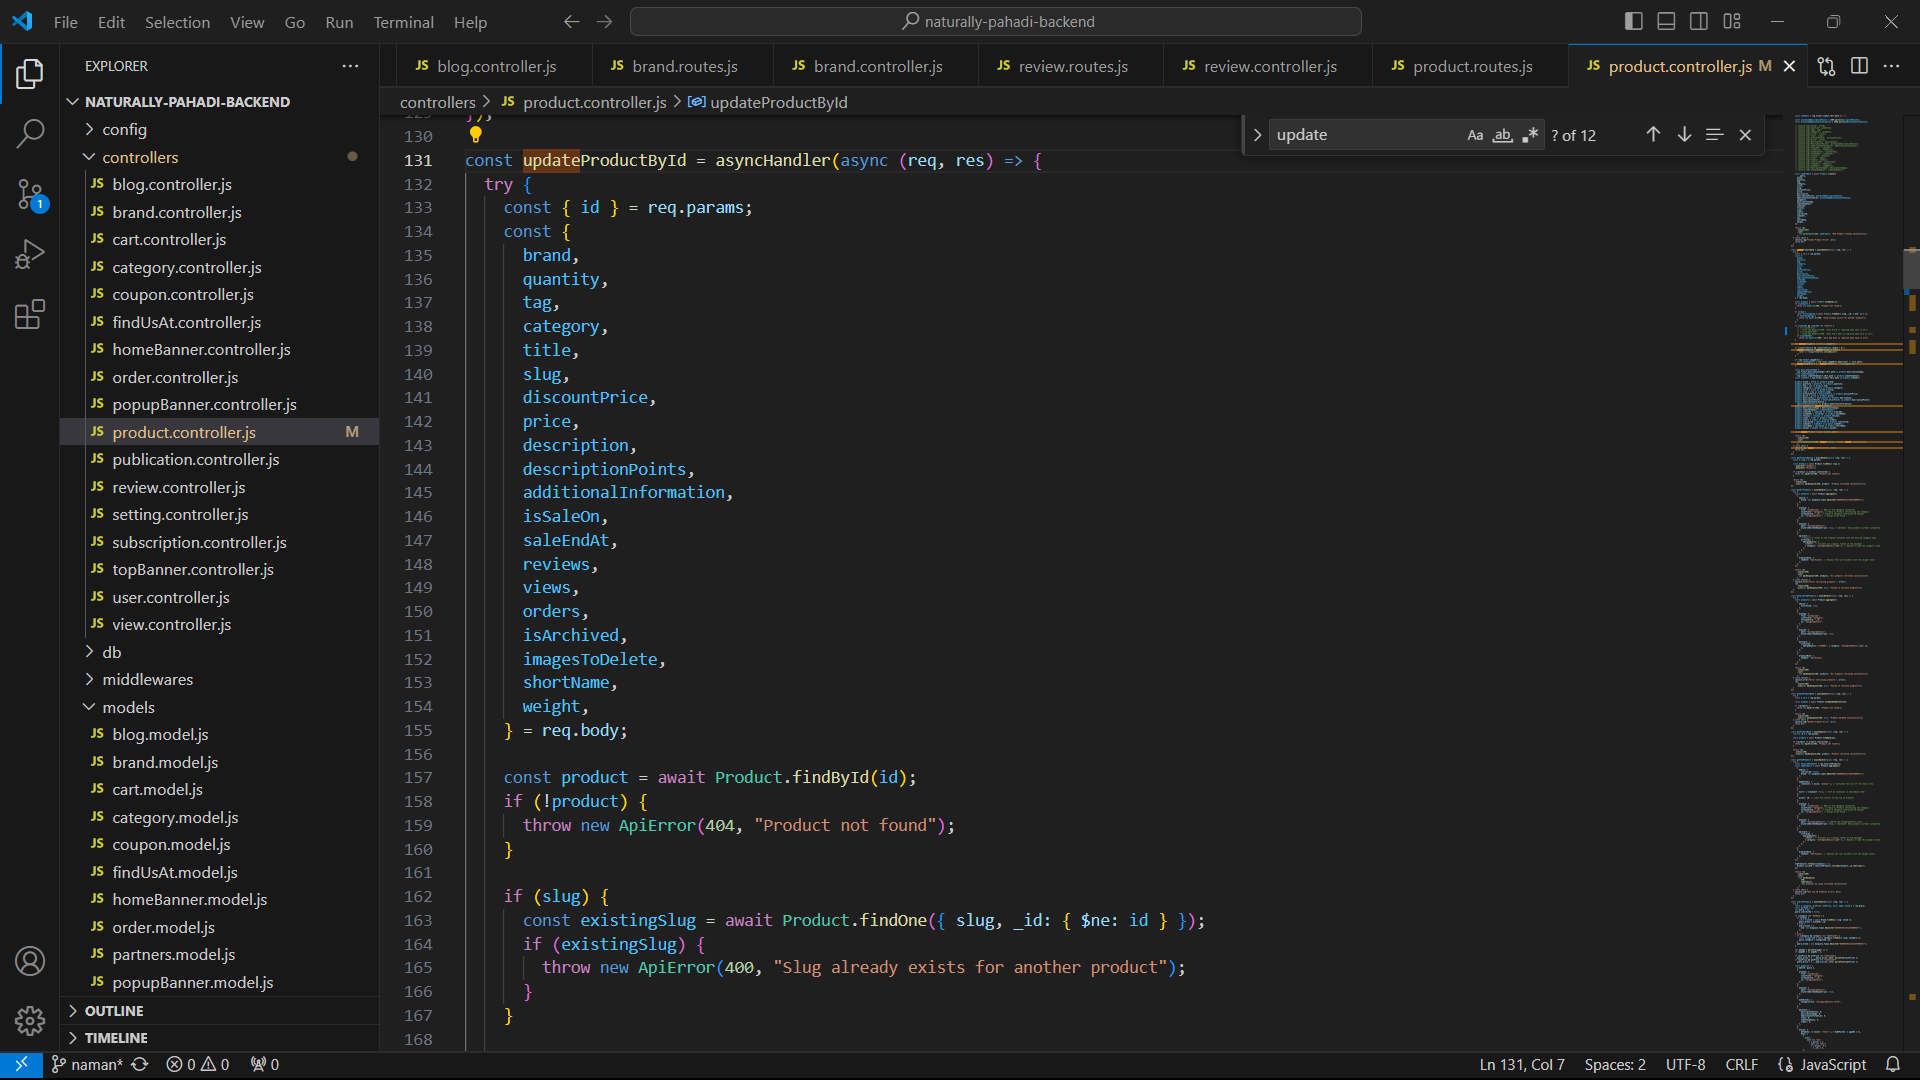 File Edit Selection View Go Run Terminal Help
naturally-pahadi-backend
EXPLORER
NATURALLY-PAHADI-BACKEND
config
controllers
JS blog.controller.js
JS brand.controller.js
JS cart.controller.js
JS category.controller.js
JS coupon.controller.js
JS findUsAt.controller.js
JS homeBanner.controller.js
JS order.controller.js
JS popupBanner.controller.js
JS product.controller.js M
JS publication.controller.js
JS review.controller.js
JS setting.controller.js
JS subscription.controller.js
JS topBanner.controller.js
JS user.controller.js
JS view.controller.js
db
middlewares
models
JS blog.model.js
JS brand.model.js
JS cart.model.js
JS category.model.js
JS coupon.model.js
JS findUsAt.model.js
JS homeBanner.model.js
JS order.model.js
JS partners.model.js
JS popupBanner.model.js
OUTLINE
TIMELINE
1
JS blog.controller.js JS brand.routes.js JS brand.controller.js JS review.routes.js JS review.controller.js JS product.routes.js JS product.controller.js M
controllers > JS product.controller.js > updateProductById
update Aa ab ? of 12
129 });
130
131 const updateProductById = asyncHandler(async (req, res) => {
132 try {
133 const { id } = req.params;
134 const {
135 brand,
136 quantity,
137 tag,
138 category,
139 title,
140 slug,
141 discountPrice,
142 price,
143 description,
144 descriptionPoints,
145 additionalInformation,
146 isSaleOn,
147 saleEndAt,
148 reviews,
149 views,
150 orders,
151 isArchived,
152 imagesToDelete,
153 shortName,
154 weight,
155 } = req.body;
156
157 const product = await Product.findById(id);
158 if (!product) {
159 throw new ApiError(404, "Product not found");
160 }
161
162 if (slug) {
163 const existingSlug = await Product.findOne({ slug, _id: { $ne: id } });
164 if (existingSlug) {
165 throw new ApiError(400, "Slug already exists for another product");
166 }
167 }
168
naman* 0 0 0
Ln 131, Col 7 Spaces: 2 UTF-8 CRLF JavaScript